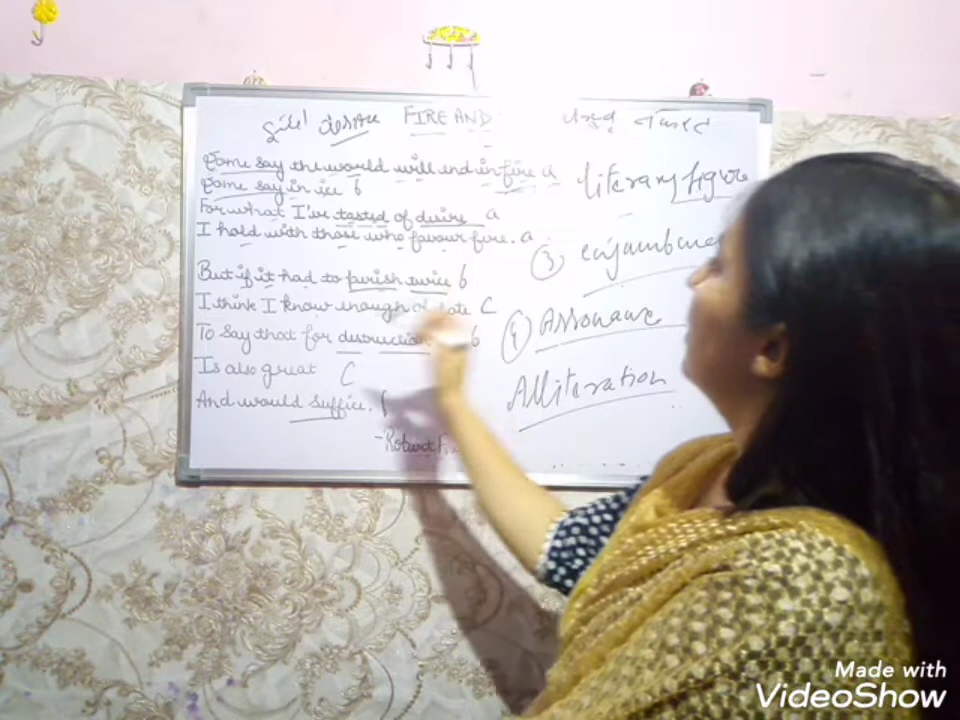 FIRE AND
Some say the would will end in fire a
Some say in ice b
For what I've tasted of desire a
I hold with those who favour fire. a
But if it had to perish twice b
I think I know enough of hate C
To say that for destruction b
Is also great C
And would suffice. b
- Robert
literary figure
3, enjambmen
4, Assonance
Alliteration
Made with
VideoShow